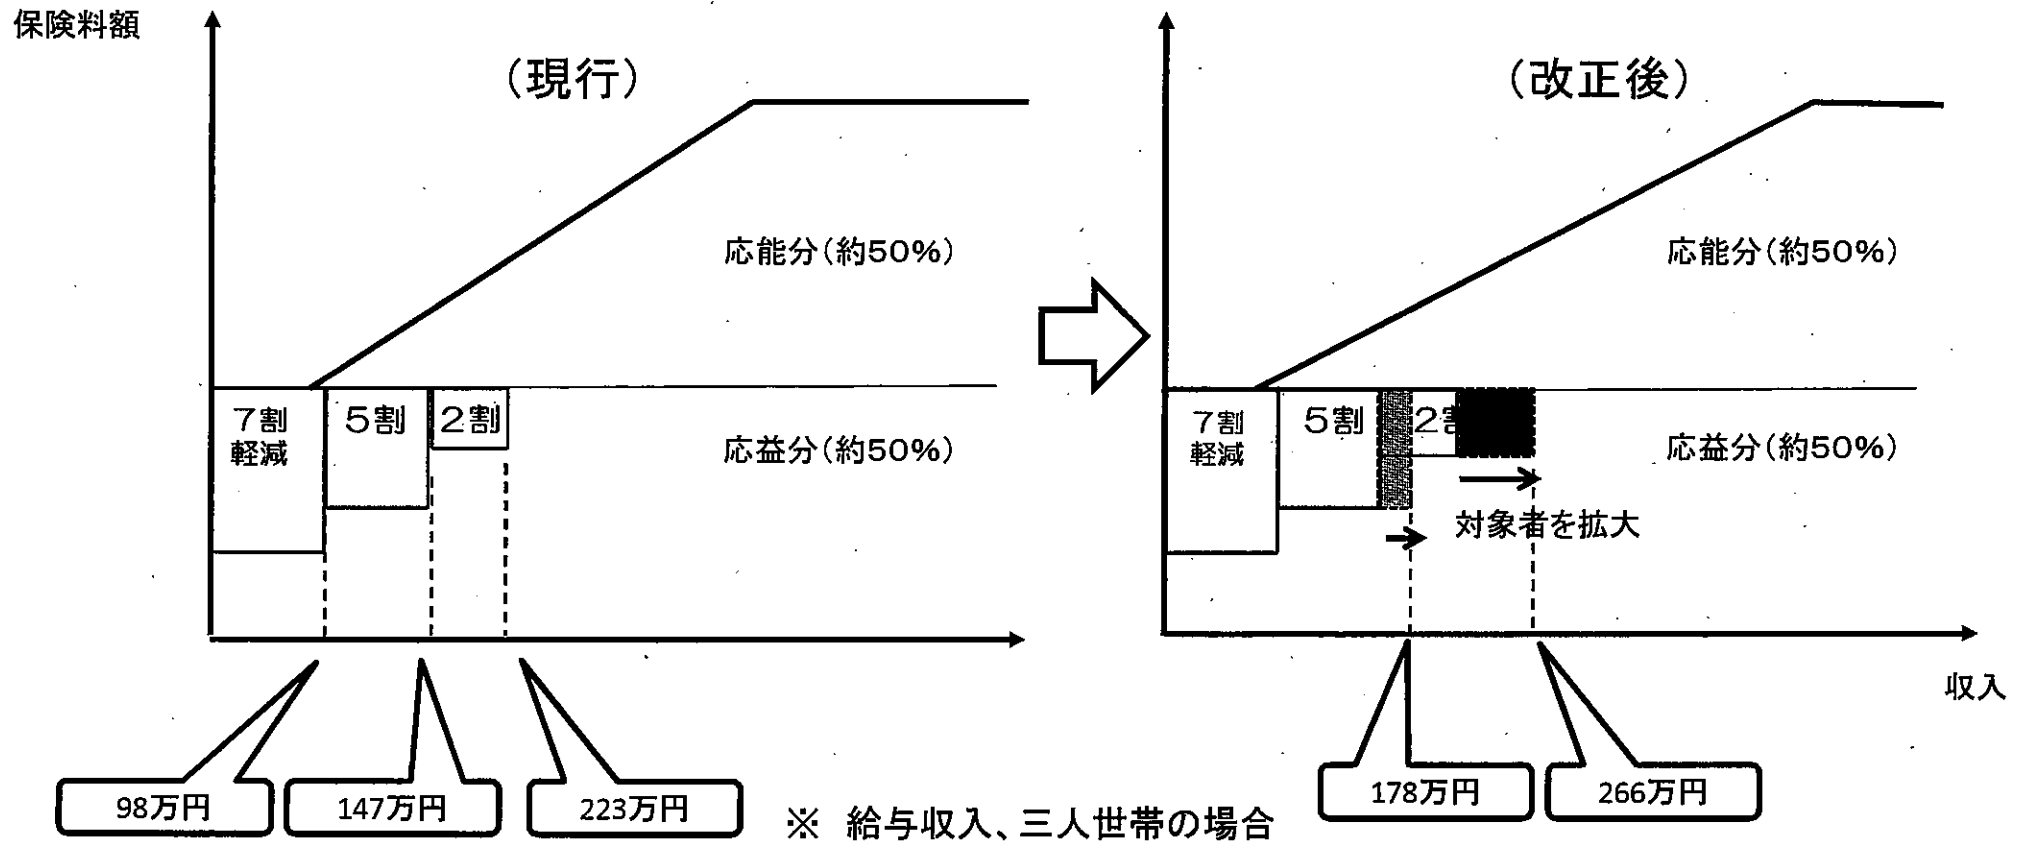 保険料額
（現行）
応能分（約50%）
7割
軽減
5割
2割
応益分（約50%）
98万円
147万円
223万円
（改正後）
応能分（約50%）
7割
軽減
5割
応益分（約50%）
対象者を拡大
収入
178万円
266万円
※ 給与収入、三人世帯の場合